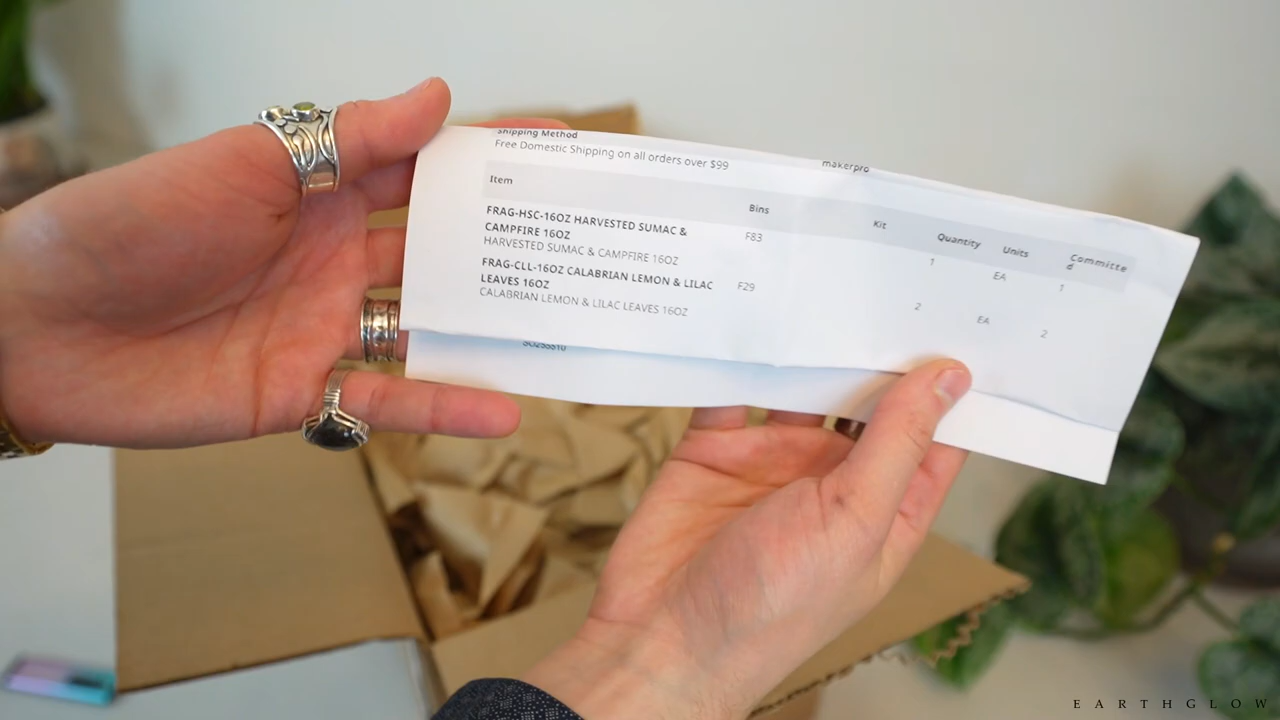 Shipping Method
Free Domestic Shipping on all orders over $99
makerpro
Item Bins Kit Quantity Units Committe
d
FRAG-HSC-16OZ HARVESTED SUMAC & F83 1 EA 1
CAMPFIRE 16OZ
HARVESTED SUMAC & CAMPFIRE 16OZ
FRAG-CLL-16OZ CALABRIAN LEMON & LILAC F29 2 EA 2
LEAVES 16OZ
CALABRIAN LEMON & LILAC LEAVES 16OZ
EARTHGLOW